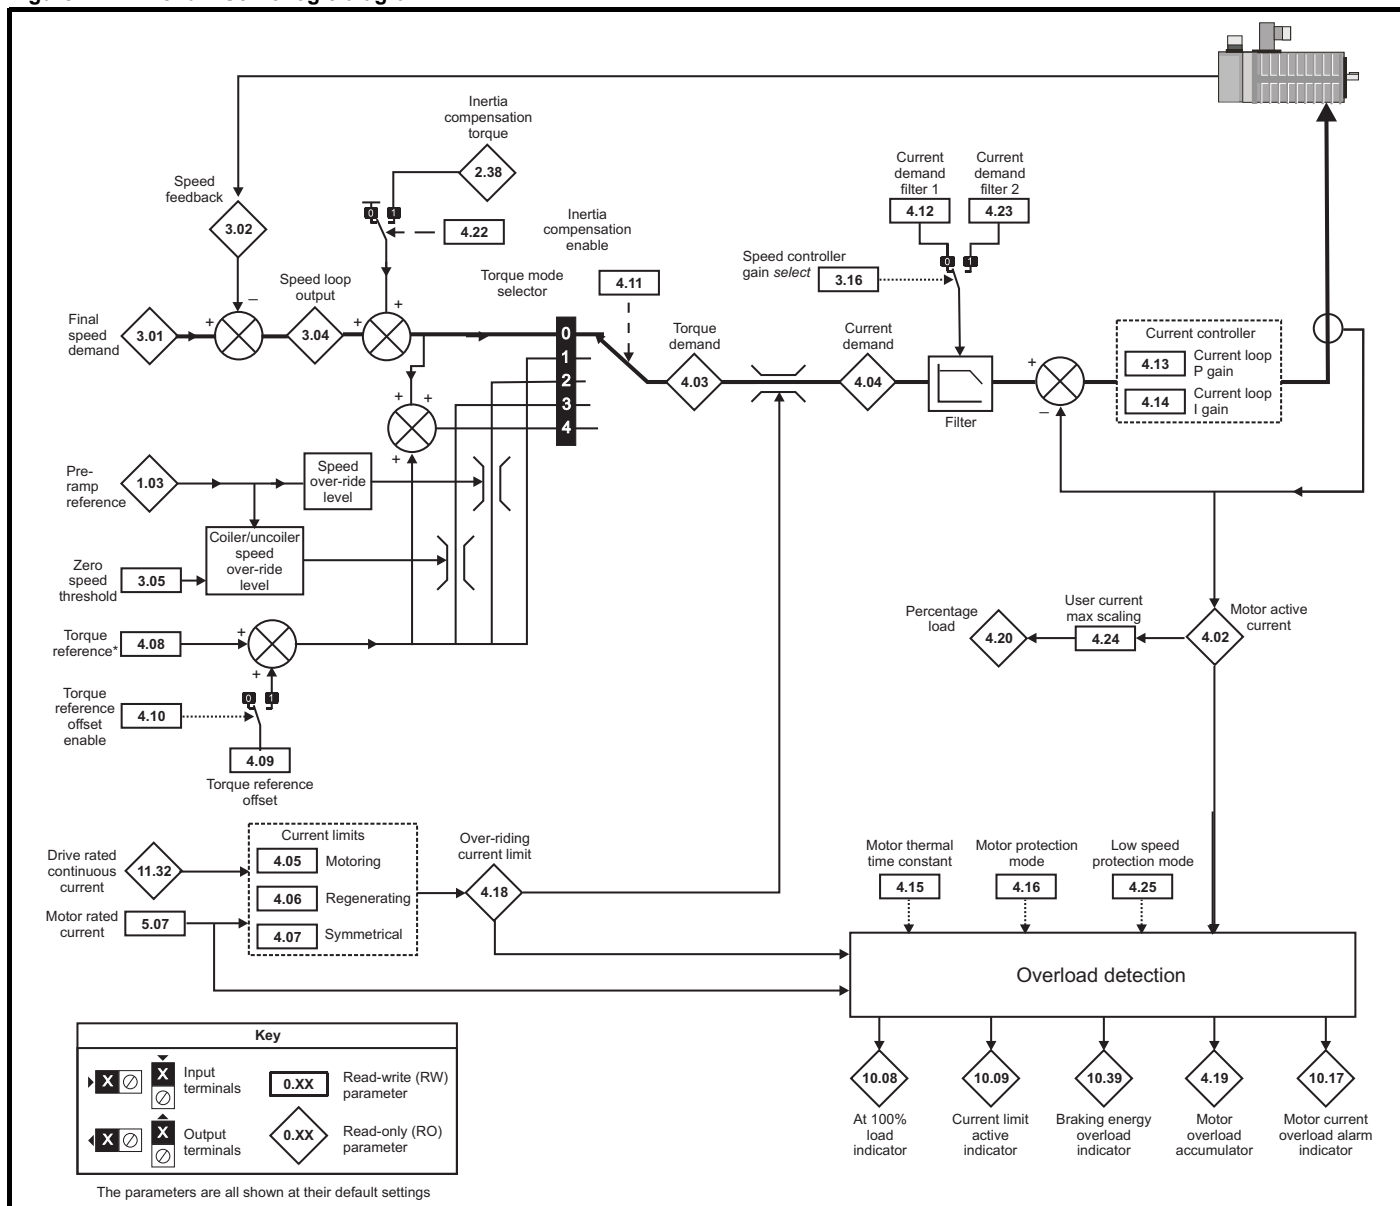 Inertia
compensation
torque
2.38
Speed
feedback
3.02
0 1
4.22
Inertia
compensation
enable
Current
demand
filter 1
Current
demand
filter 2
4.12
4.23
0 1
Speed controller
gain select
3.16
Torque mode
selector
4.11
Speed loop
output
Final
speed
demand
3.01
+
–
3.04
+
+
0
1
2
3
4
Torque
demand
4.03
Current
demand
4.04
Filter
+
–
Current controller
4.13
Current loop
P gain
4.14
Current loop
I gain
+
+
+
Pre-
ramp
reference
1.03
Speed
over-ride
level
Coiler/uncoiler
speed
over-ride
level
Zero
speed
threshold
3.05
Torque
reference*
4.08
+
+
0 1
Torque
reference
offset
enable
4.10
4.09
Torque reference
offset
Percentage
load
4.20
User current
max scaling
4.24
4.02
Motor active
current
Drive rated
continuous
current
11.32
Motor rated
current
5.07
Current limits
4.05 Motoring
4.06 Regenerating
4.07 Symmetrical
Over-riding
current limit
4.18
Motor thermal
time constant
4.15
Motor protection
mode
4.16
Low speed
protection mode
4.25
Overload detection
10.08
At 100%
load
indicator
10.09
Current limit
active
indicator
10.39
Braking energy
overload
indicator
4.19
Motor
overload
accumulator
10.17
Motor current
overload alarm
indicator
Key
X
X
Input
terminals
0.XX
Read-write (RW)
parameter
X
X
Output
terminals
0.XX
Read-only (RO)
parameter
The parameters are all shown at their default settings